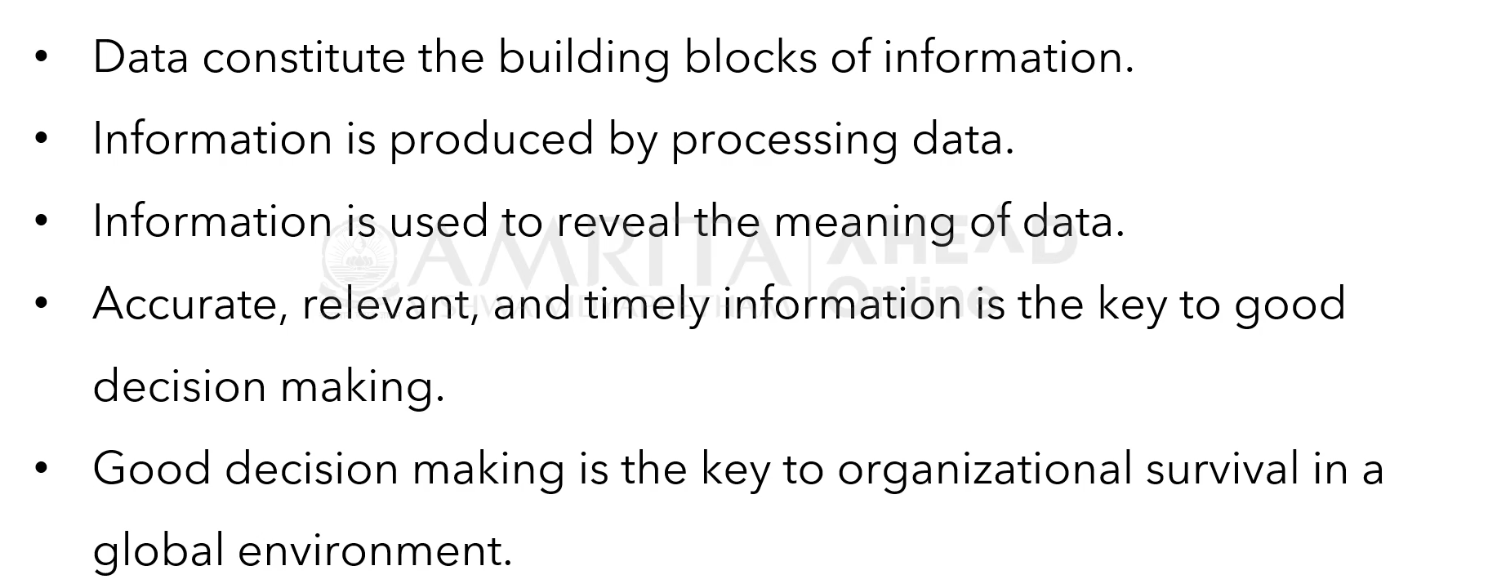 • Data constitute the building blocks of information.
• Information is produced by processing data.
• Information is used to reveal the meaning of data.
AMRITA AHEAD
Online
• Accurate, relevant, and timely information is the key to good
decision making.
• Good decision making is the key to organizational survival in a
global environment.